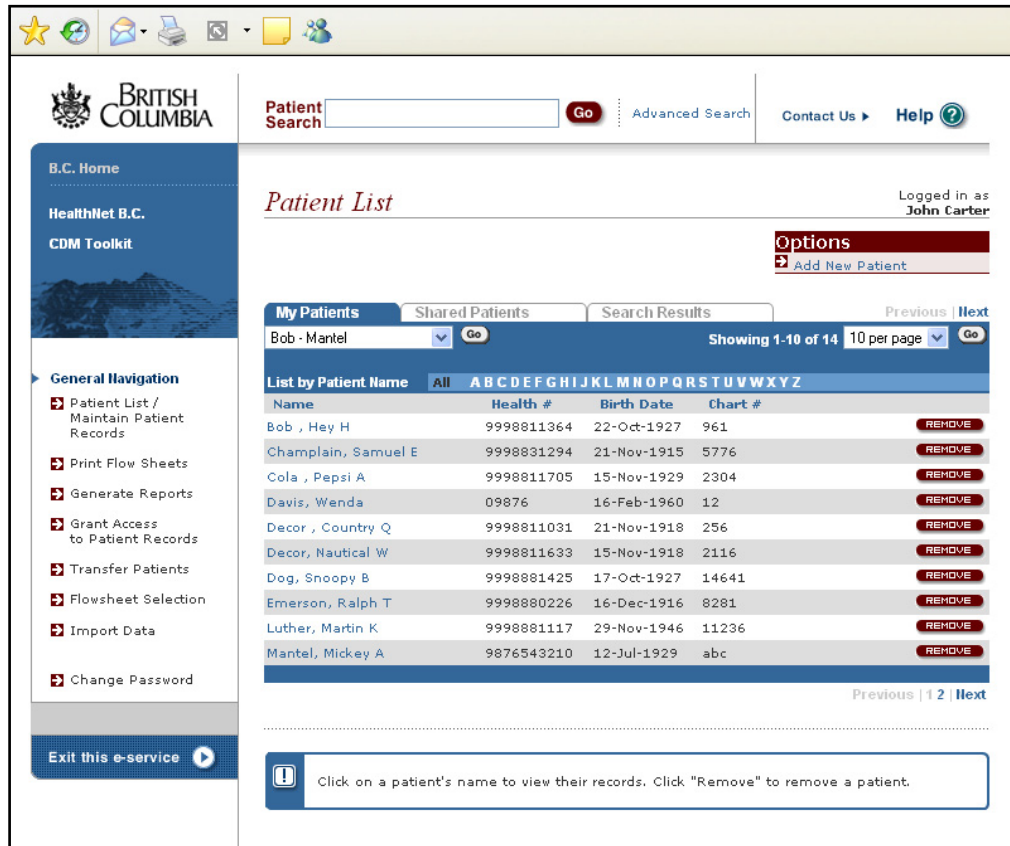 BRITISH
COLUMBIA
Patient
Search
Go
Advanced Search
Contact Us
Help ?
B.C. Home
HealthNet B.C.
CDM Toolkit
Patient List
Logged in as
John Carter
Options
Add New Patient
My Patients Shared Patients Search Results Previous | Next
Bob - Mantel Go Showing 1-10 of 14 10 per page Go
List by Patient Name All A B C D E F G H I J K L M N O P Q R S T U V W X Y Z
Name Health # Birth Date Chart #
Bob , Hey H 9998811364 22-Oct-1927 961 REMOVE
Champlain, Samuel E 9998831294 21-Nov-1915 5776 REMOVE
Cola , Pepsi A 9998811705 15-Nov-1929 2304 REMOVE
Davis, Wenda 09876 16-Feb-1960 12 REMOVE
Decor , Country Q 9998811031 21-Nov-1918 256 REMOVE
Decor, Nautical W 9998811633 15-Nov-1918 2116 REMOVE
Dog, Snoopy B 9998881425 17-Oct-1927 14641 REMOVE
Emerson, Ralph T 9998880226 16-Dec-1916 8281 REMOVE
Luther, Martin K 9998881117 29-Nov-1946 11236 REMOVE
Mantel, Mickey A 9876543210 12-Jul-1929 abc REMOVE
Previous | 1 2 | Next
General Navigation
Patient List /
Maintain Patient
Records
Print Flow Sheets
Generate Reports
Grant Access
to Patient Records
Transfer Patients
Flowsheet Selection
Import Data
Change Password
Exit this e-service
Click on a patient's name to view their records. Click "Remove" to remove a patient.